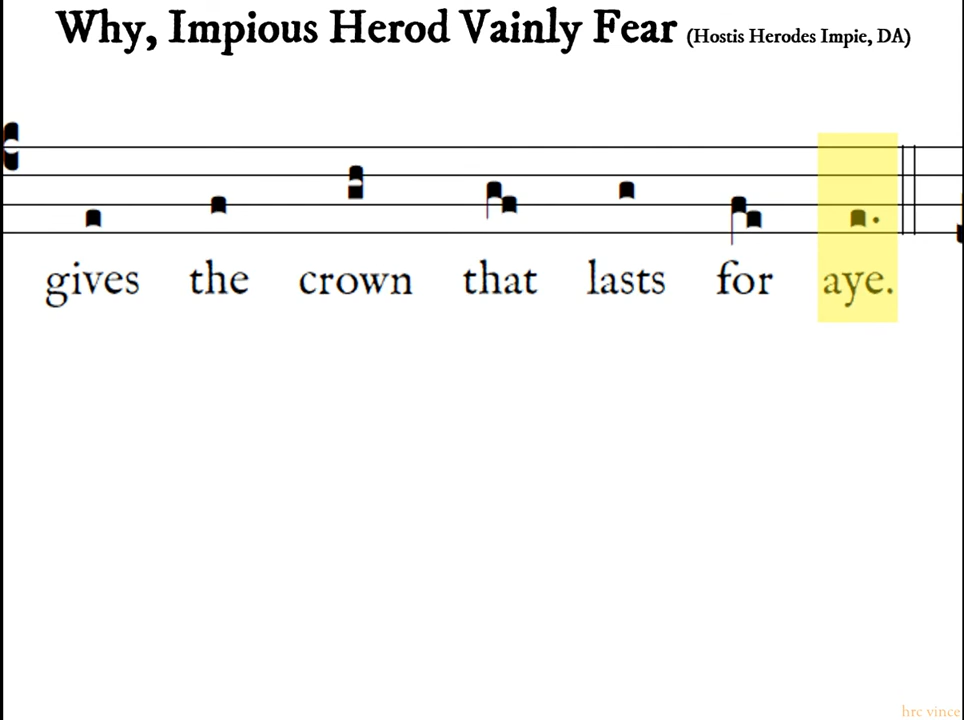 Why, Impious Herod Vainly Fear (Hostis Herodes Impie, DA)
gives the crown that lasts for aye.
hrc vince